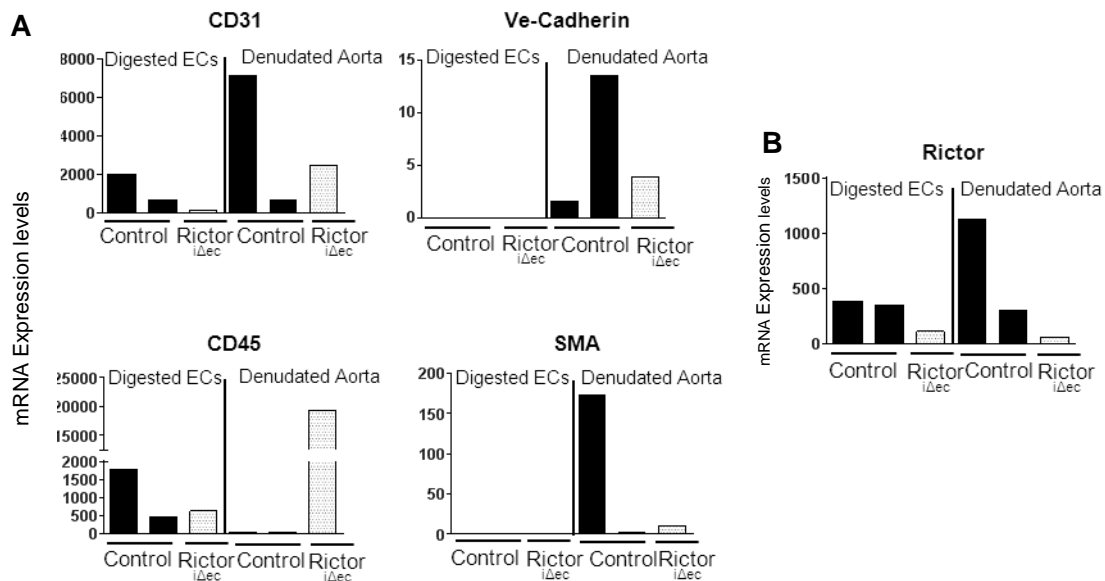 A
CD31
Digested ECs Denudated Aorta
8000
6000
4000
2000
0
Control Rictor iΔec Control Rictor iΔec
Ve-Cadherin
Digested ECs Denudated Aorta
15
10
5
0
Rictor iΔec Control Rictor iΔec
mRNA Expression levels
CD45
Digested ECs Denudated Aorta
25000
20000
15000
2000
1500
1000
500
0
Control Rictor iΔec Control Rictor iΔec
SMA
Digested ECs Denudated Aorta
200
150
100
50
0
Rictor iΔec Control Rictor iΔec
B
Rictor
mRNA Expression levels
Digested ECs Denudated Aorta
1500
1000
500
0
Control Rictor iΔec Control Rictor iΔec